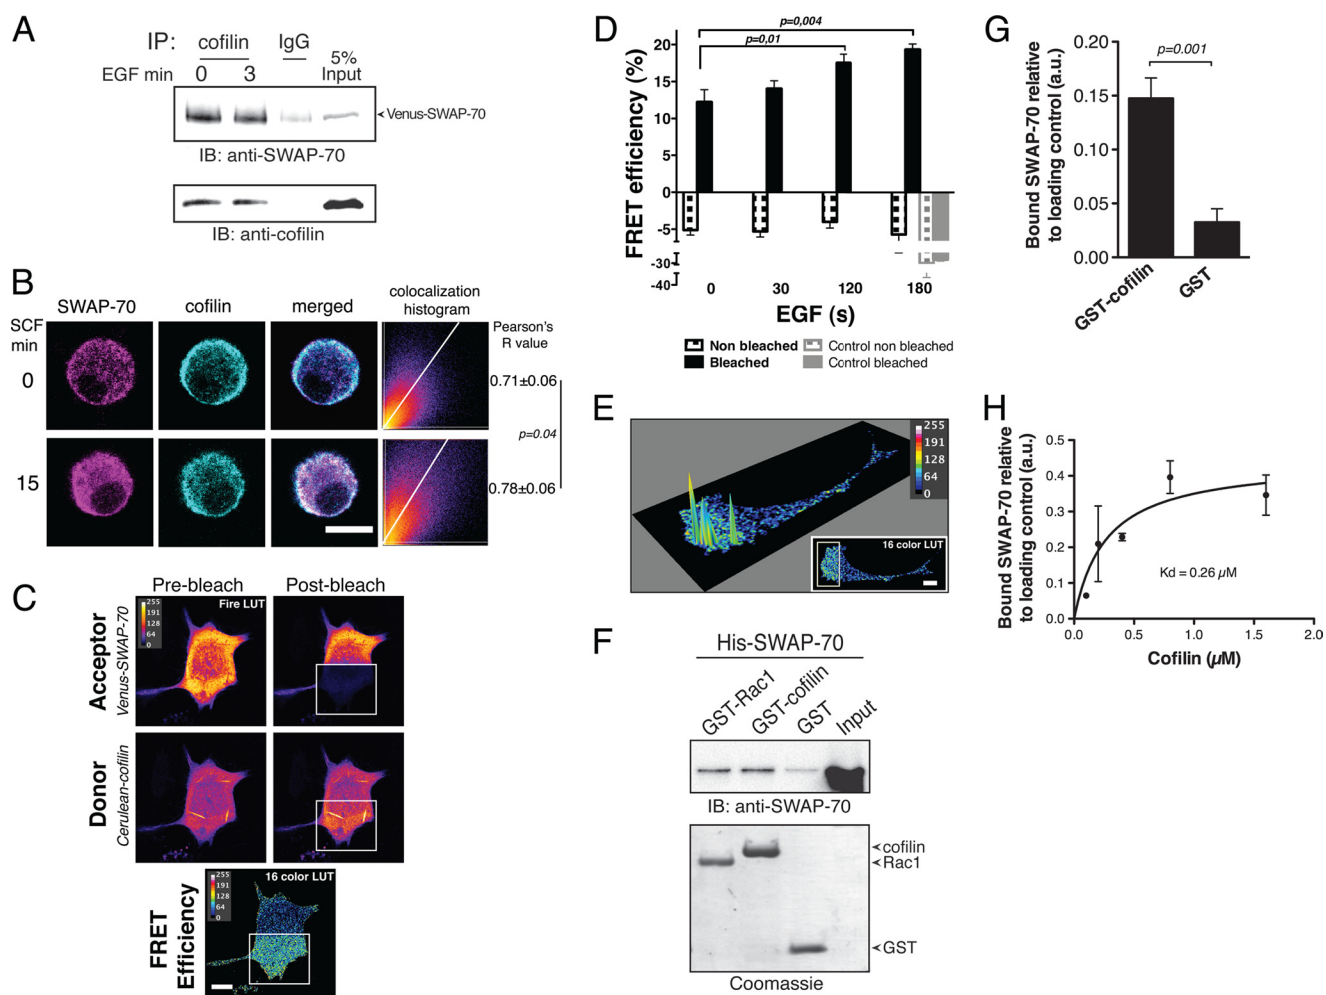 A
IP: cofilin IgG 5% Input
EGF min 0 3
Venus-SWAP-70
IB: anti-SWAP-70
IB: anti-cofilin
B
SWAP-70 cofilin merged colocalization histogram
SCF min
Pearson's R value
0
0.71±0.06
p=0.04
15
0.78±0.06
C
Pre-bleach Post-bleach
Acceptor
Venus-SWAP-70
Fire LUT
255
191
128
64
0
Donor
Cerulean-cofilin
FRET Efficiency
16 color LUT
255
191
128
64
0
D
p=0,004
p=0,01
FRET efficiency (%)
20
15
10
5
0
-5
-30
-40
0 30 120 180
EGF (s)
Non bleached Control non bleached
Bleached Control bleached
E
255
191
128
64
0
16 color LUT
F
His-SWAP-70
GST-Rac1 GST-cofilin GST Input
IB: anti-SWAP-70
cofilin
Rac1
GST
Coomassie
G
Bound SWAP-70 relative to loading control (a.u.)
p=0.001
0.20
0.15
0.10
0.05
0.00
GST-cofilin GST
H
Bound SWAP-70 relative to loading control (a.u.)
0.5
0.4
0.3
0.2
0.1
0.0
Kd = 0.26 µM
0.0 0.5 1.0 1.5 2.0
Cofilin (µM)